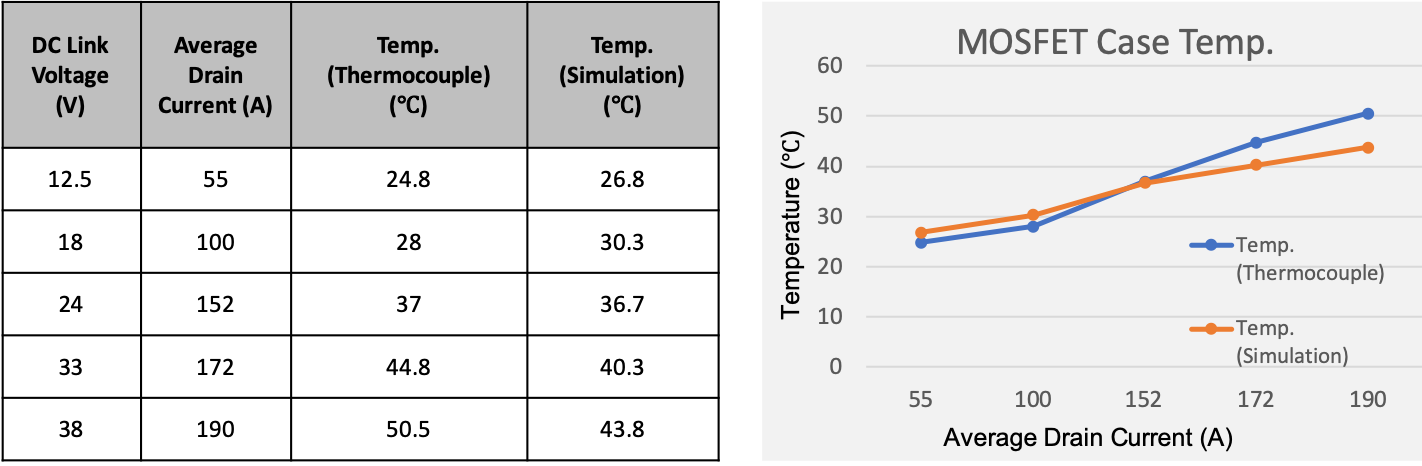 DC Link
Voltage
(V)
Average
Drain
Current (A)
Temp.
(Thermocouple)
(℃)
Temp.
(Simulation)
(℃)
12.5 55 24.8 26.8
18 100 28 30.3
24 152 37 36.7
33 172 44.8 40.3
38 190 50.5 43.8
MOSFET Case Temp.
Temperature (℃)
60
50
40
30
20
10
0
Temp.
(Thermocouple)
Temp.
(Simulation)
55 100 152 172 190
Average Drain Current (A)